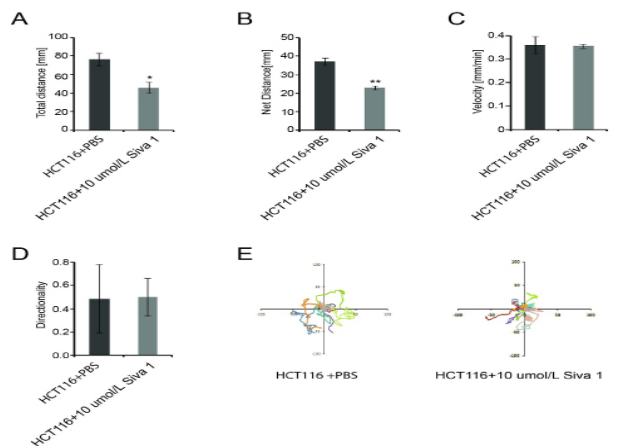 A
B
C
Total distance [mm]
100
80
60
40
20
0
*
HCT116+PBS
HCT116+10 umol/L Siva 1
Net Distance[mm]
50
40
30
20
10
0
**
HCT116+PBS
HCT116+10 umol/L Siva 1
Velocity [mm/min]
0.4
0.3
0.2
0.1
0
HCT116+PBS
HCT116+10 umol/L Siva 1
D
E
Directionality
0.8
0.6
0.4
0.2
0.0
HCT116+PBS
HCT116+10 umol/L Siva 1
HCT116 +PBS
HCT116+10 umol/L Siva 1